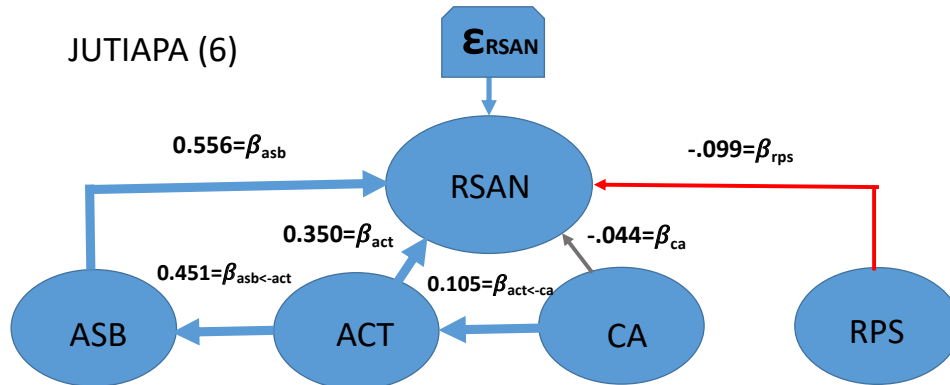 JUTIAPA (6)
εRSAN
0.556=βasb
-.099=βrps
RSAN
0.350=βact
-.044=βca
0.451=βasb<-act
0.105=βact<-ca
ASB
ACT
CA
RPS